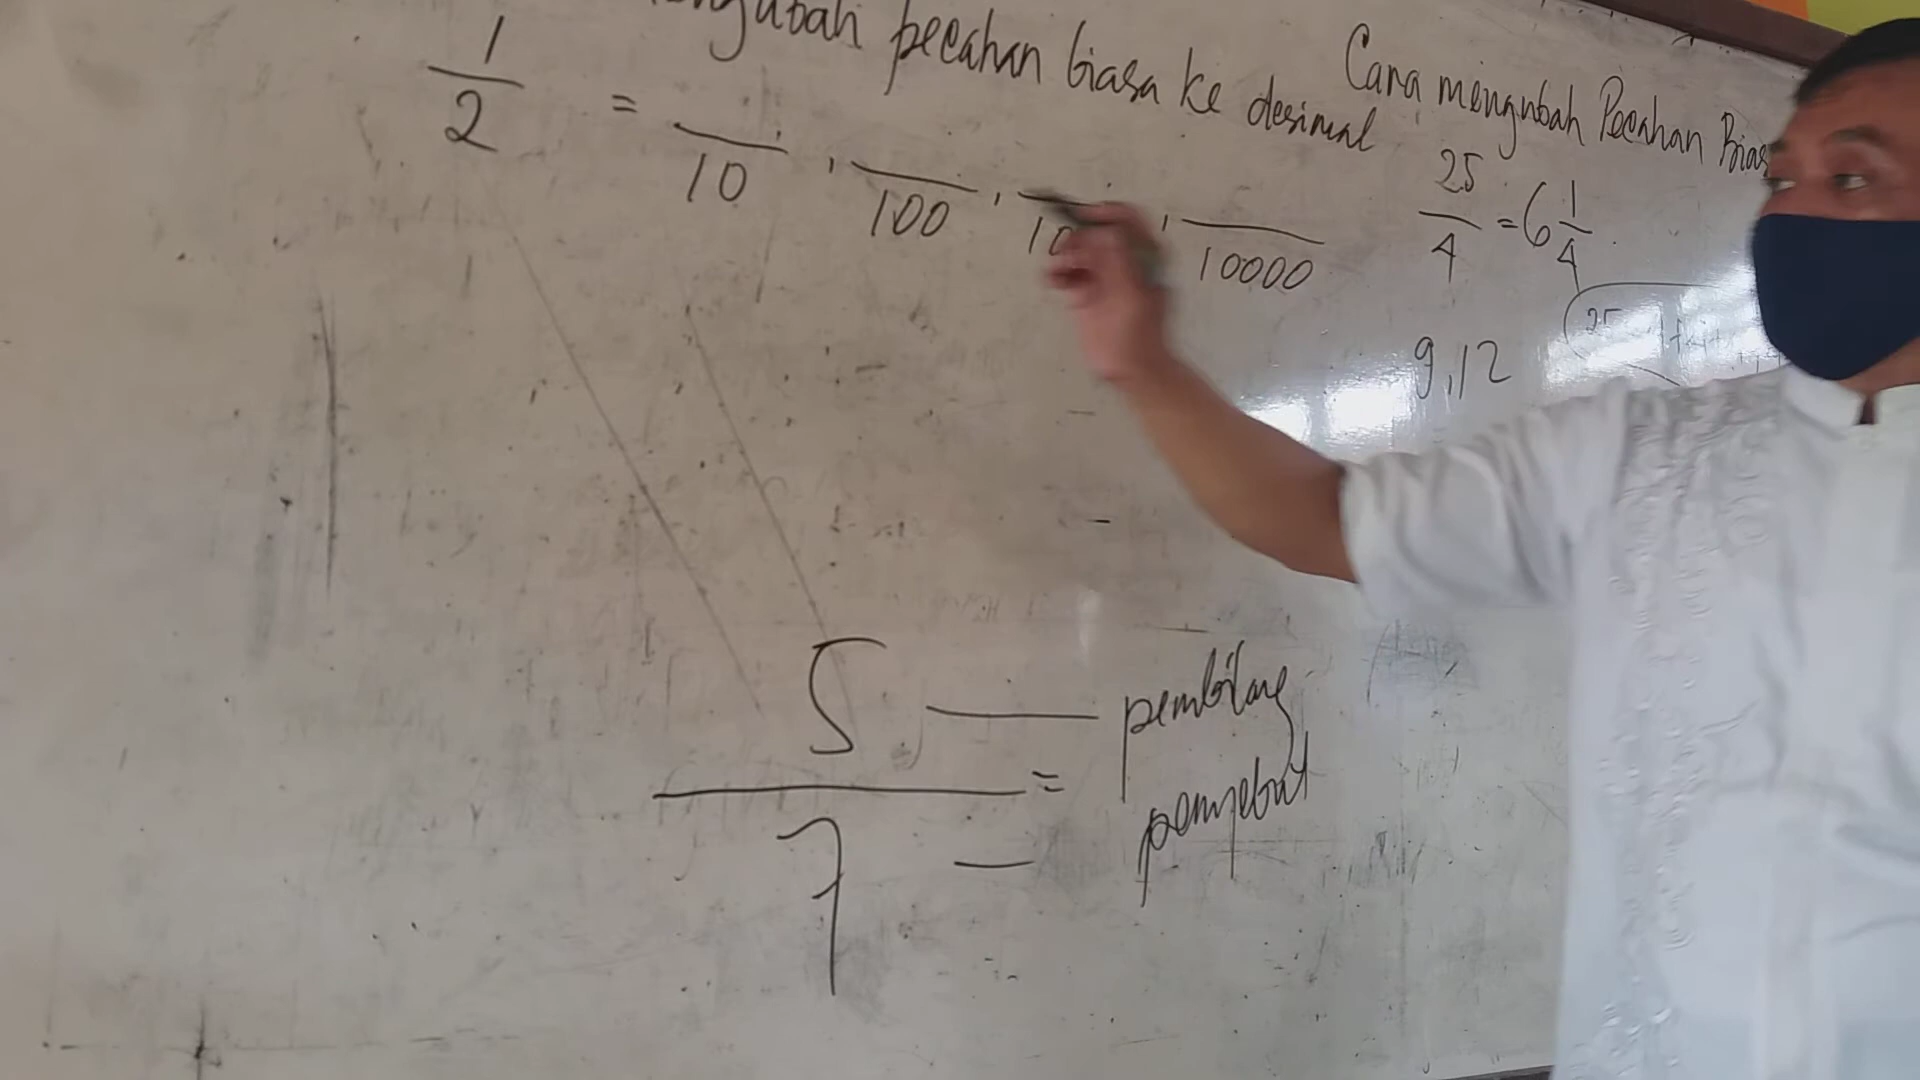 pecahan biasa ke desimal
1/2 = /10 , /100 , /10 , /10000
Cara mengubah Pecahan Bias
25/4 = 6 1/4
9,12
5 — pembilang
=
7 — penyebut